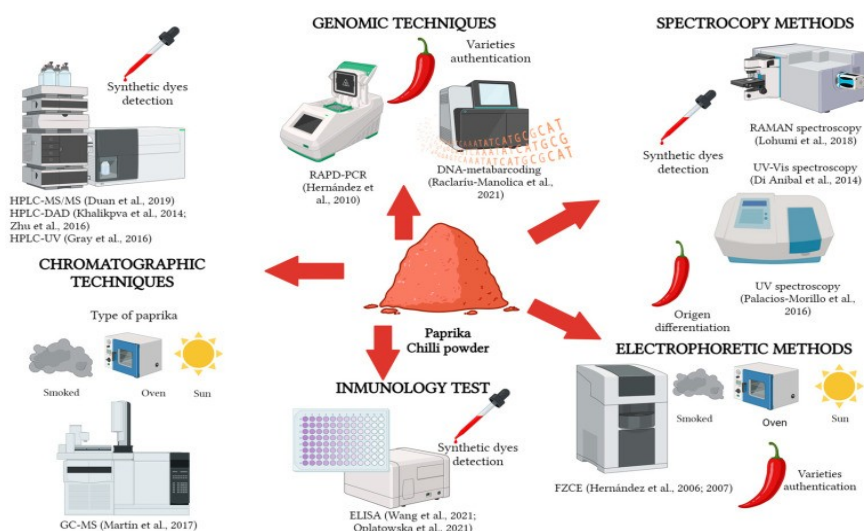 GENOMIC TECHNIQUES
Varieties
authentication
RAPD-PCR
(Hernández et
al., 2010)
AAATATCATGCGCAT
DNA-metabarcoding
(Raclariu-Manolica et al.,
2021)
SPECTROCOPY METHODS
Synthetic dyes
detection
RAMAN spectroscopy
(Lohumi et al., 2018)
UV-Vis spectroscopy
(Di Anibal et al., 2014)
UV spectroscopy
(Palacios-Morillo et al.,
2016)
Origen
differentiation
Synthetic dyes
detection
HPLC-MS/MS (Duan et al., 2019)
HPLC-DAD (Khalikpva et al., 2014;
Zhu et al., 2016)
HPLC-UV (Gray et al., 2016)
CHROMATOGRAPHIC
TECHNIQUES
Type of paprika
Smoked
Oven
Sun
GC-MS (Martín et al., 2017)
Paprika
Chilli powder
INMUNOLOGY TEST
Synthetic dyes
detection
ELISA (Wang et al., 2021;
Oplatowska et al., 2021)
ELECTROPHORETIC METHODS
Smoked
Oven
Sun
FZCE (Hernández et al., 2006; 2007)
Varieties
authentication